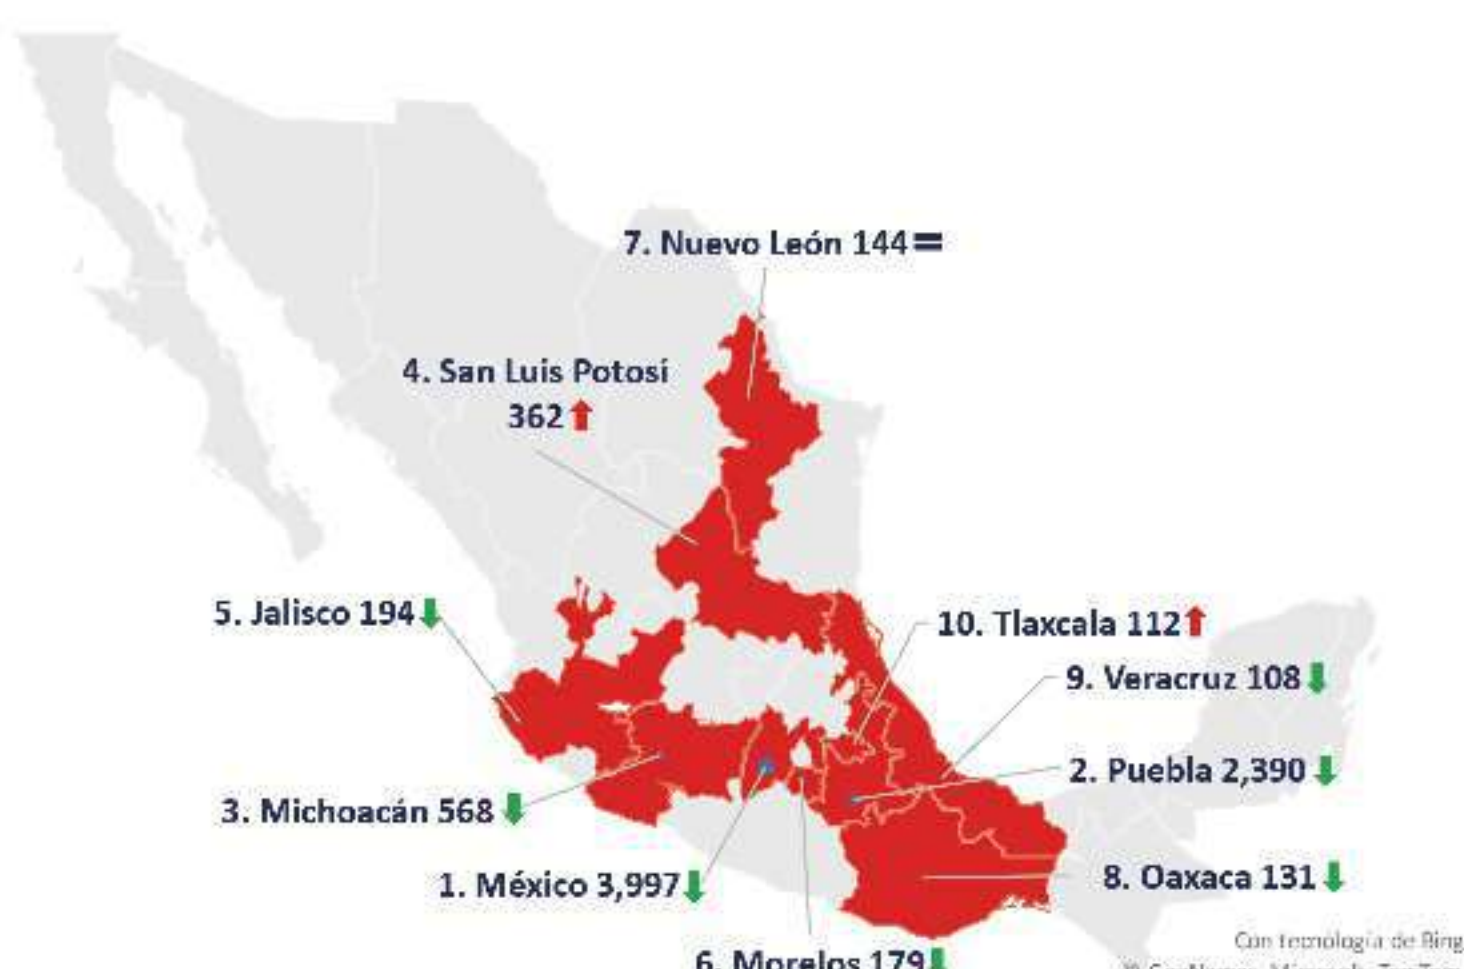 7. Nuevo León 144 =
4. San Luis Potosí
362
5. Jalisco 194
10. Tlaxcala 112
9. Veracruz 108
2. Puebla 2,390
3. Michoacán 568
1. México 3,997
8. Oaxaca 131
6. Morelos 179
Con tecnología de Bing